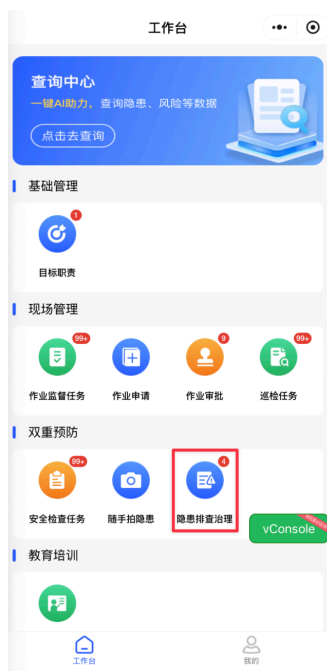 工作台
查询中心
一键AI助力，查询隐患、风险等数据
点击去查询
基础管理
1
目标职责
现场管理
99+
9
99+
作业监督任务
作业申请
作业审批
巡检任务
双重预防
99+
4
安全检查任务
随手拍隐患
隐患排查治理
vConsole
教育培训
工作台
我的